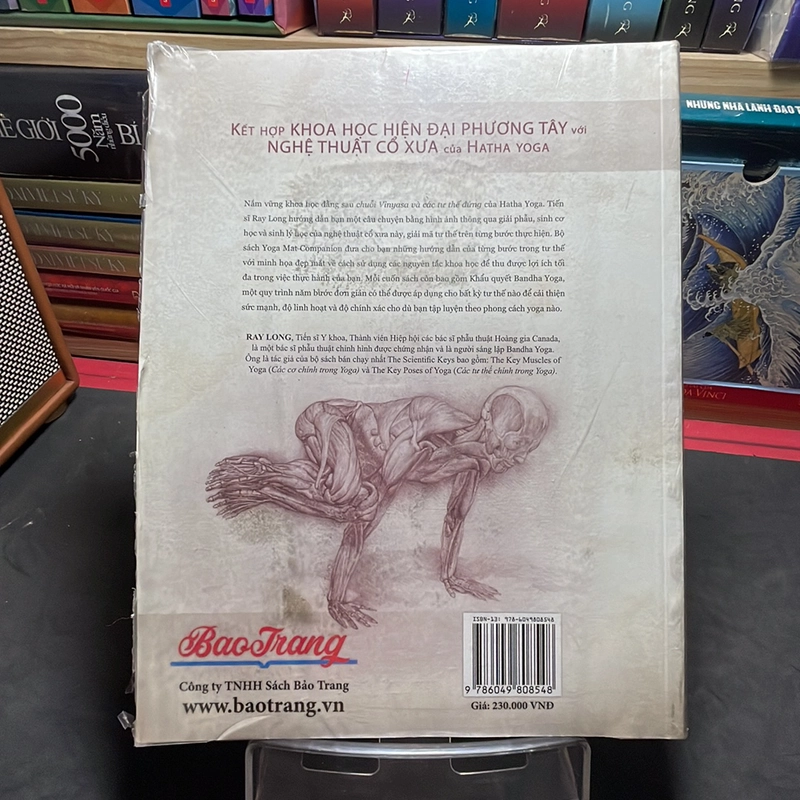 5000
Năm
BÍ
NHỮNG NHÀ LÃNH ĐẠO
DA VINCI
KẾT HỢP KHOA HỌC HIỆN ĐẠI PHƯƠNG TÂY với
NGHỆ THUẬT CỔ XƯA của HATHA YOGA
Nắm vững khoa học đằng sau chuỗi Vinyasa và các tư thế đứng của Hatha Yoga. Tiến
sĩ Ray Long hướng dẫn bạn một câu chuyện bằng hình ảnh thông qua giải phẫu, sinh cơ
học và sinh lý học của nghệ thuật cổ xưa này, giải mã tư thế trên từng bước thực hiện. Bộ
sách Yoga Mat Companion đưa cho bạn những hướng dẫn của từng bước trong tư thế
với minh họa đẹp mắt về cách sử dụng các nguyên tắc khoa học để thu được lợi ích tối
đa trong việc thực hành của bạn. Mỗi cuốn sách còn bao gồm Khẩu quyết Bandha Yoga,
một quy trình năm bước đơn giản có thể được áp dụng cho bất kỳ tư thế nào để cải thiện
sức mạnh, độ linh hoạt và độ chính xác cho dù bạn tập luyện theo phong cách yoga nào.
RAY LONG, Tiến sĩ Y khoa, Thành viên Hiệp hội các bác sĩ phẫu thuật Hoàng gia Canada,
là một bác sĩ phẫu thuật chỉnh hình được chứng nhận và là người sáng lập Bandha Yoga.
Ông là tác giả của bộ sách bán chạy nhất The Scientific Keys bao gồm: The Key Muscles of
Yoga (Các cơ chính trong Yoga) và The Key Poses of Yoga (Các tư thế chính trong Yoga).
BaoTrang
Công ty TNHH Sách Bảo Trang
www.baotrang.vn
ISBN-13: 978-6049808548
9 786049 808548
Giá: 230.000 VNĐ